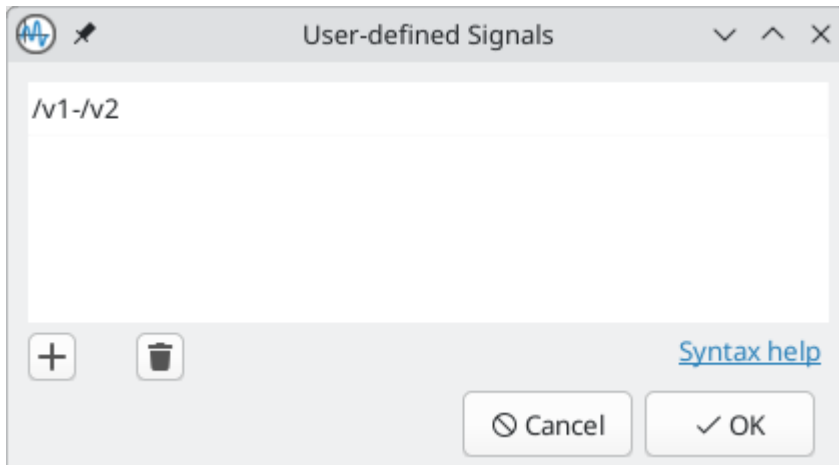 User-defined Signals
/v1-/v2
Syntax help
Cancel
OK